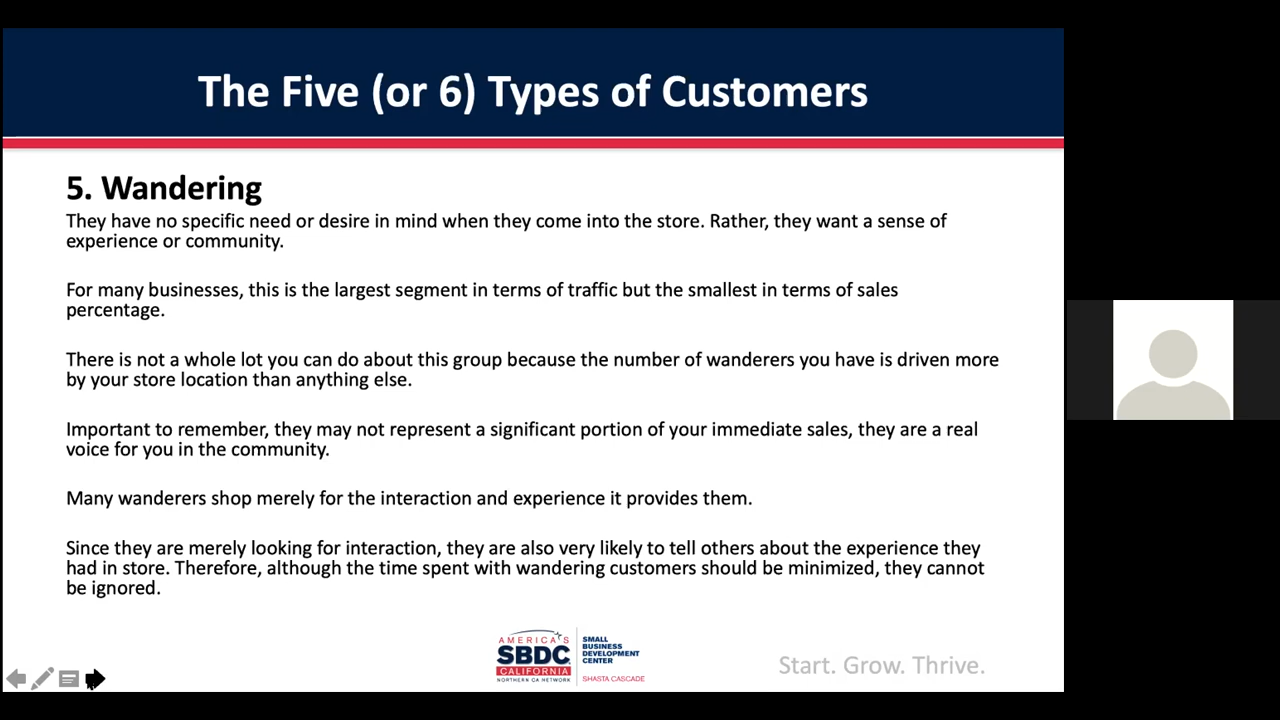 The Five (or 6) Types of Customers
5. Wandering
They have no specific need or desire in mind when they come into the store. Rather, they want a sense of
experience or community.
For many businesses, this is the largest segment in terms of traffic but the smallest in terms of sales
percentage.
There is not a whole lot you can do about this group because the number of wanderers you have is driven more
by your store location than anything else.
Important to remember, they may not represent a significant portion of your immediate sales, they are a real
voice for you in the community.
Many wanderers shop merely for the interaction and experience it provides them.
Since they are merely looking for interaction, they are also very likely to tell others about the experience they
had in store. Therefore, although the time spent with wandering customers should be minimized, they cannot
be ignored.
AMERICA'S
SBDC
CALIFORNIA
NORTHERN CA NETWORK
SMALL
BUSINESS
DEVELOPMENT
CENTER
SHASTA CASCADE
Start. Grow. Thrive.